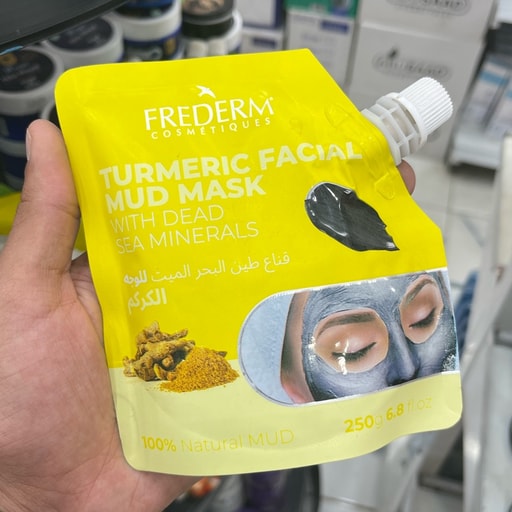 FREDERM
COSMÉTIQUES
TURMERIC FACIAL
MUD MASK
WITH DEAD
SEA MINERALS
قناع طين البحر الميت للوجه
الكركم
100% Natural MUD
250g 6.8 fl.oz